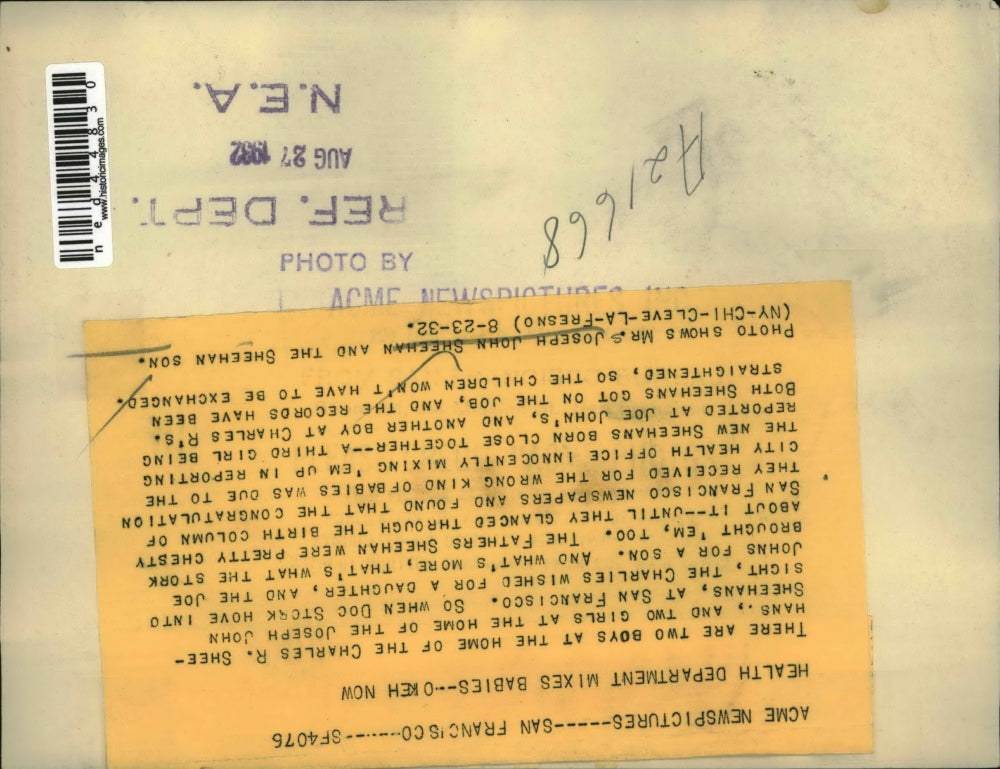 N.E.A.
AUG 27 1932
REF. DEPT.
PHOTO BY
ACME NEWSPICTURES INC
A21668
ned44830
www.historicimages.com
ACME NEWSPICTURES-----SAN FRANCISCO-----SF4076
HEALTH DEPARTMENT MIXES BABIES--OKEH NOW
THERE ARE TWO BOYS AT THE HOME OF THE CHARLES R. SHEE-
HANS., AND TWO GIRLS AT THE HOME OF THE JOSEPH JOHN
SHEEHANS, AT SAN FRANCISCO. SO WHEN DOC STORK HOVE INTO
SIGHT, THE CHARLIES WISHED FOR A DAUGHTER, AND THE JOE
JOHNS FOR A SON. AND WHAT'S MORE, THAT'S WHAT THE STORK
BROUGHT 'EM, TOO. THE FATHERS SHEEHAN WERE PRETTY CHESTY
ABOUT IT--UNTIL THEY GLANCED THROUGH THE BIRTH COLUMN OF
SAN FRANCISCO NEWSPAPERS AND FOUND THAT THE CONGRATULATION
THEY RECEIVED FOR THE WRONG KIND OFBABIES WAS DUE TO THE
CITY HEALTH OFFICE INNOCENTLY MIXING 'EM UP IN REPORTING
THE NEW SHEEHANS BORN CLOSE TOGETHER--A THIRD GIRL BEING
REPORTED AT JOE JOHN'S, AND ANOTHER BOY AT CHARLES R'S.
BOTH SHEEHANS GOT ON THE JOB, AND THE RECORDS HAVE BEEN
STRAIGHTENED, SO THE CHILDREN WON'T HAVE TO BE EXCHANGED.
PHOTO SHOWS MRS. JOSEPH JOHN SHEEHAN AND THE SHEEHAN SON.
(NY-CHI-CLEVE-LA-FRESNO) 8-23-32.